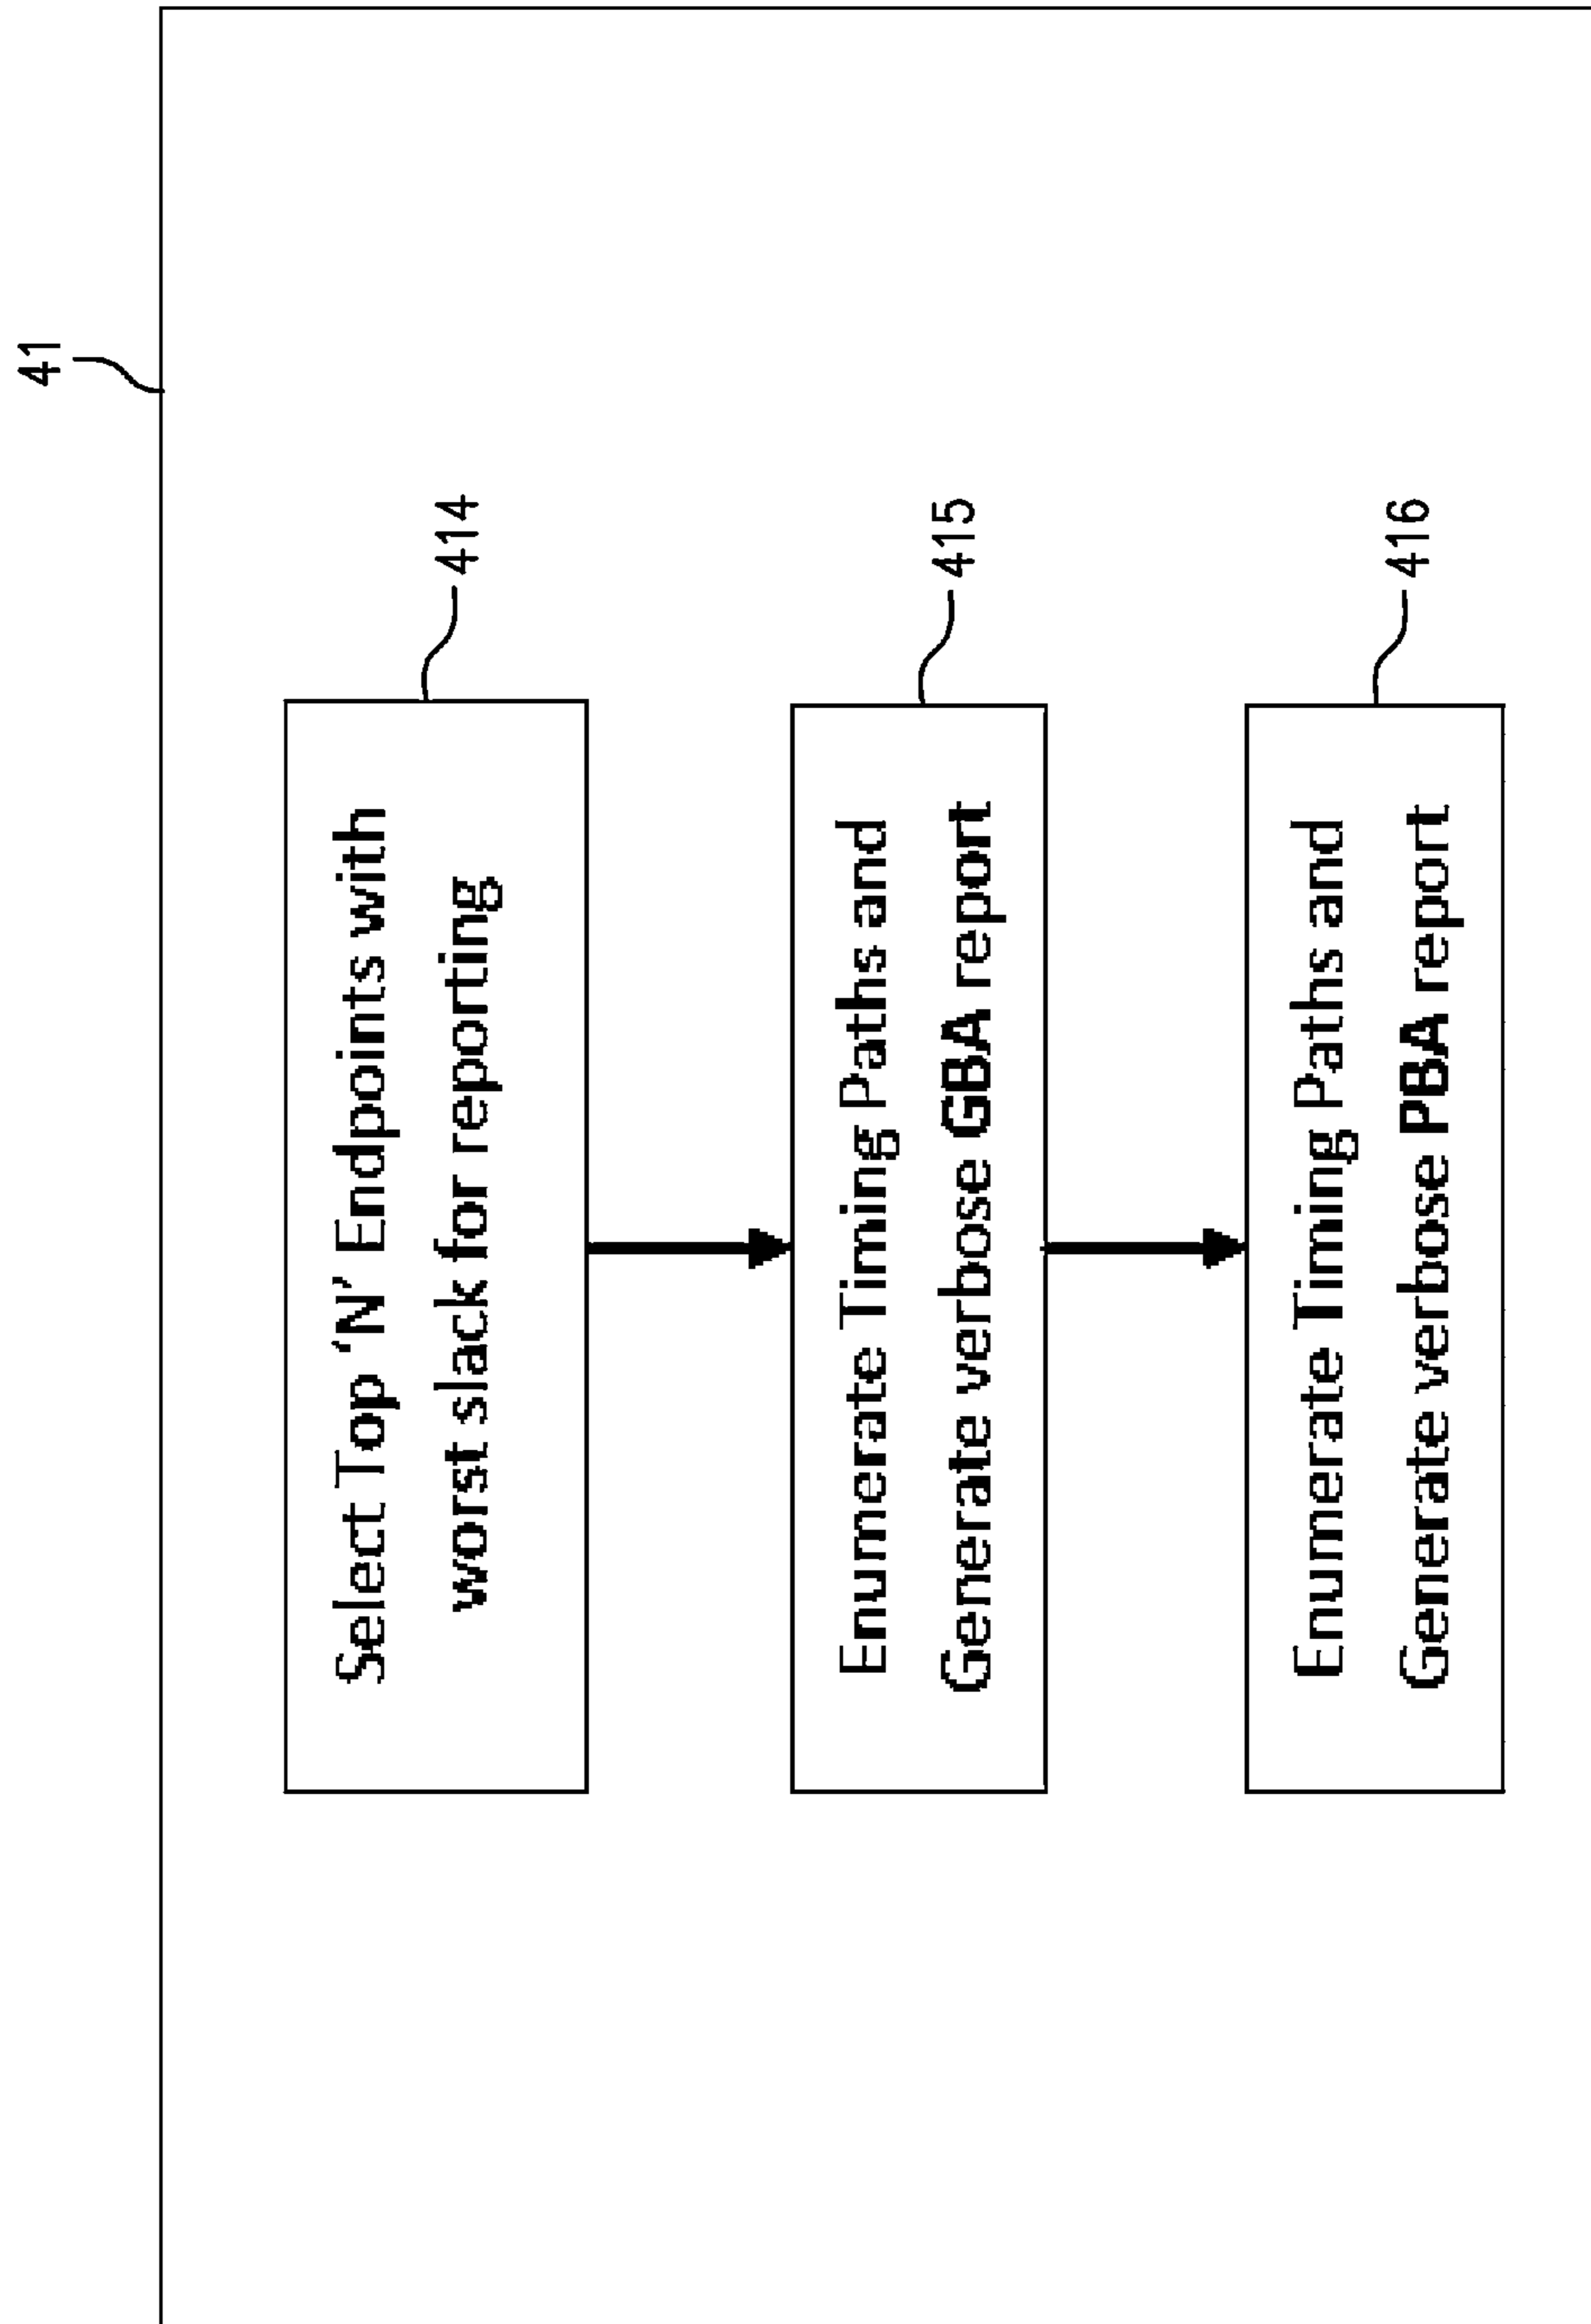 41
Select Top ‘N’ Endpoints with
worst slack for reporting
414
Enumerate Timing Paths and
Generate verbose GBA report
415
Enumerate Timing Paths and
Generate verbose PBA report
416